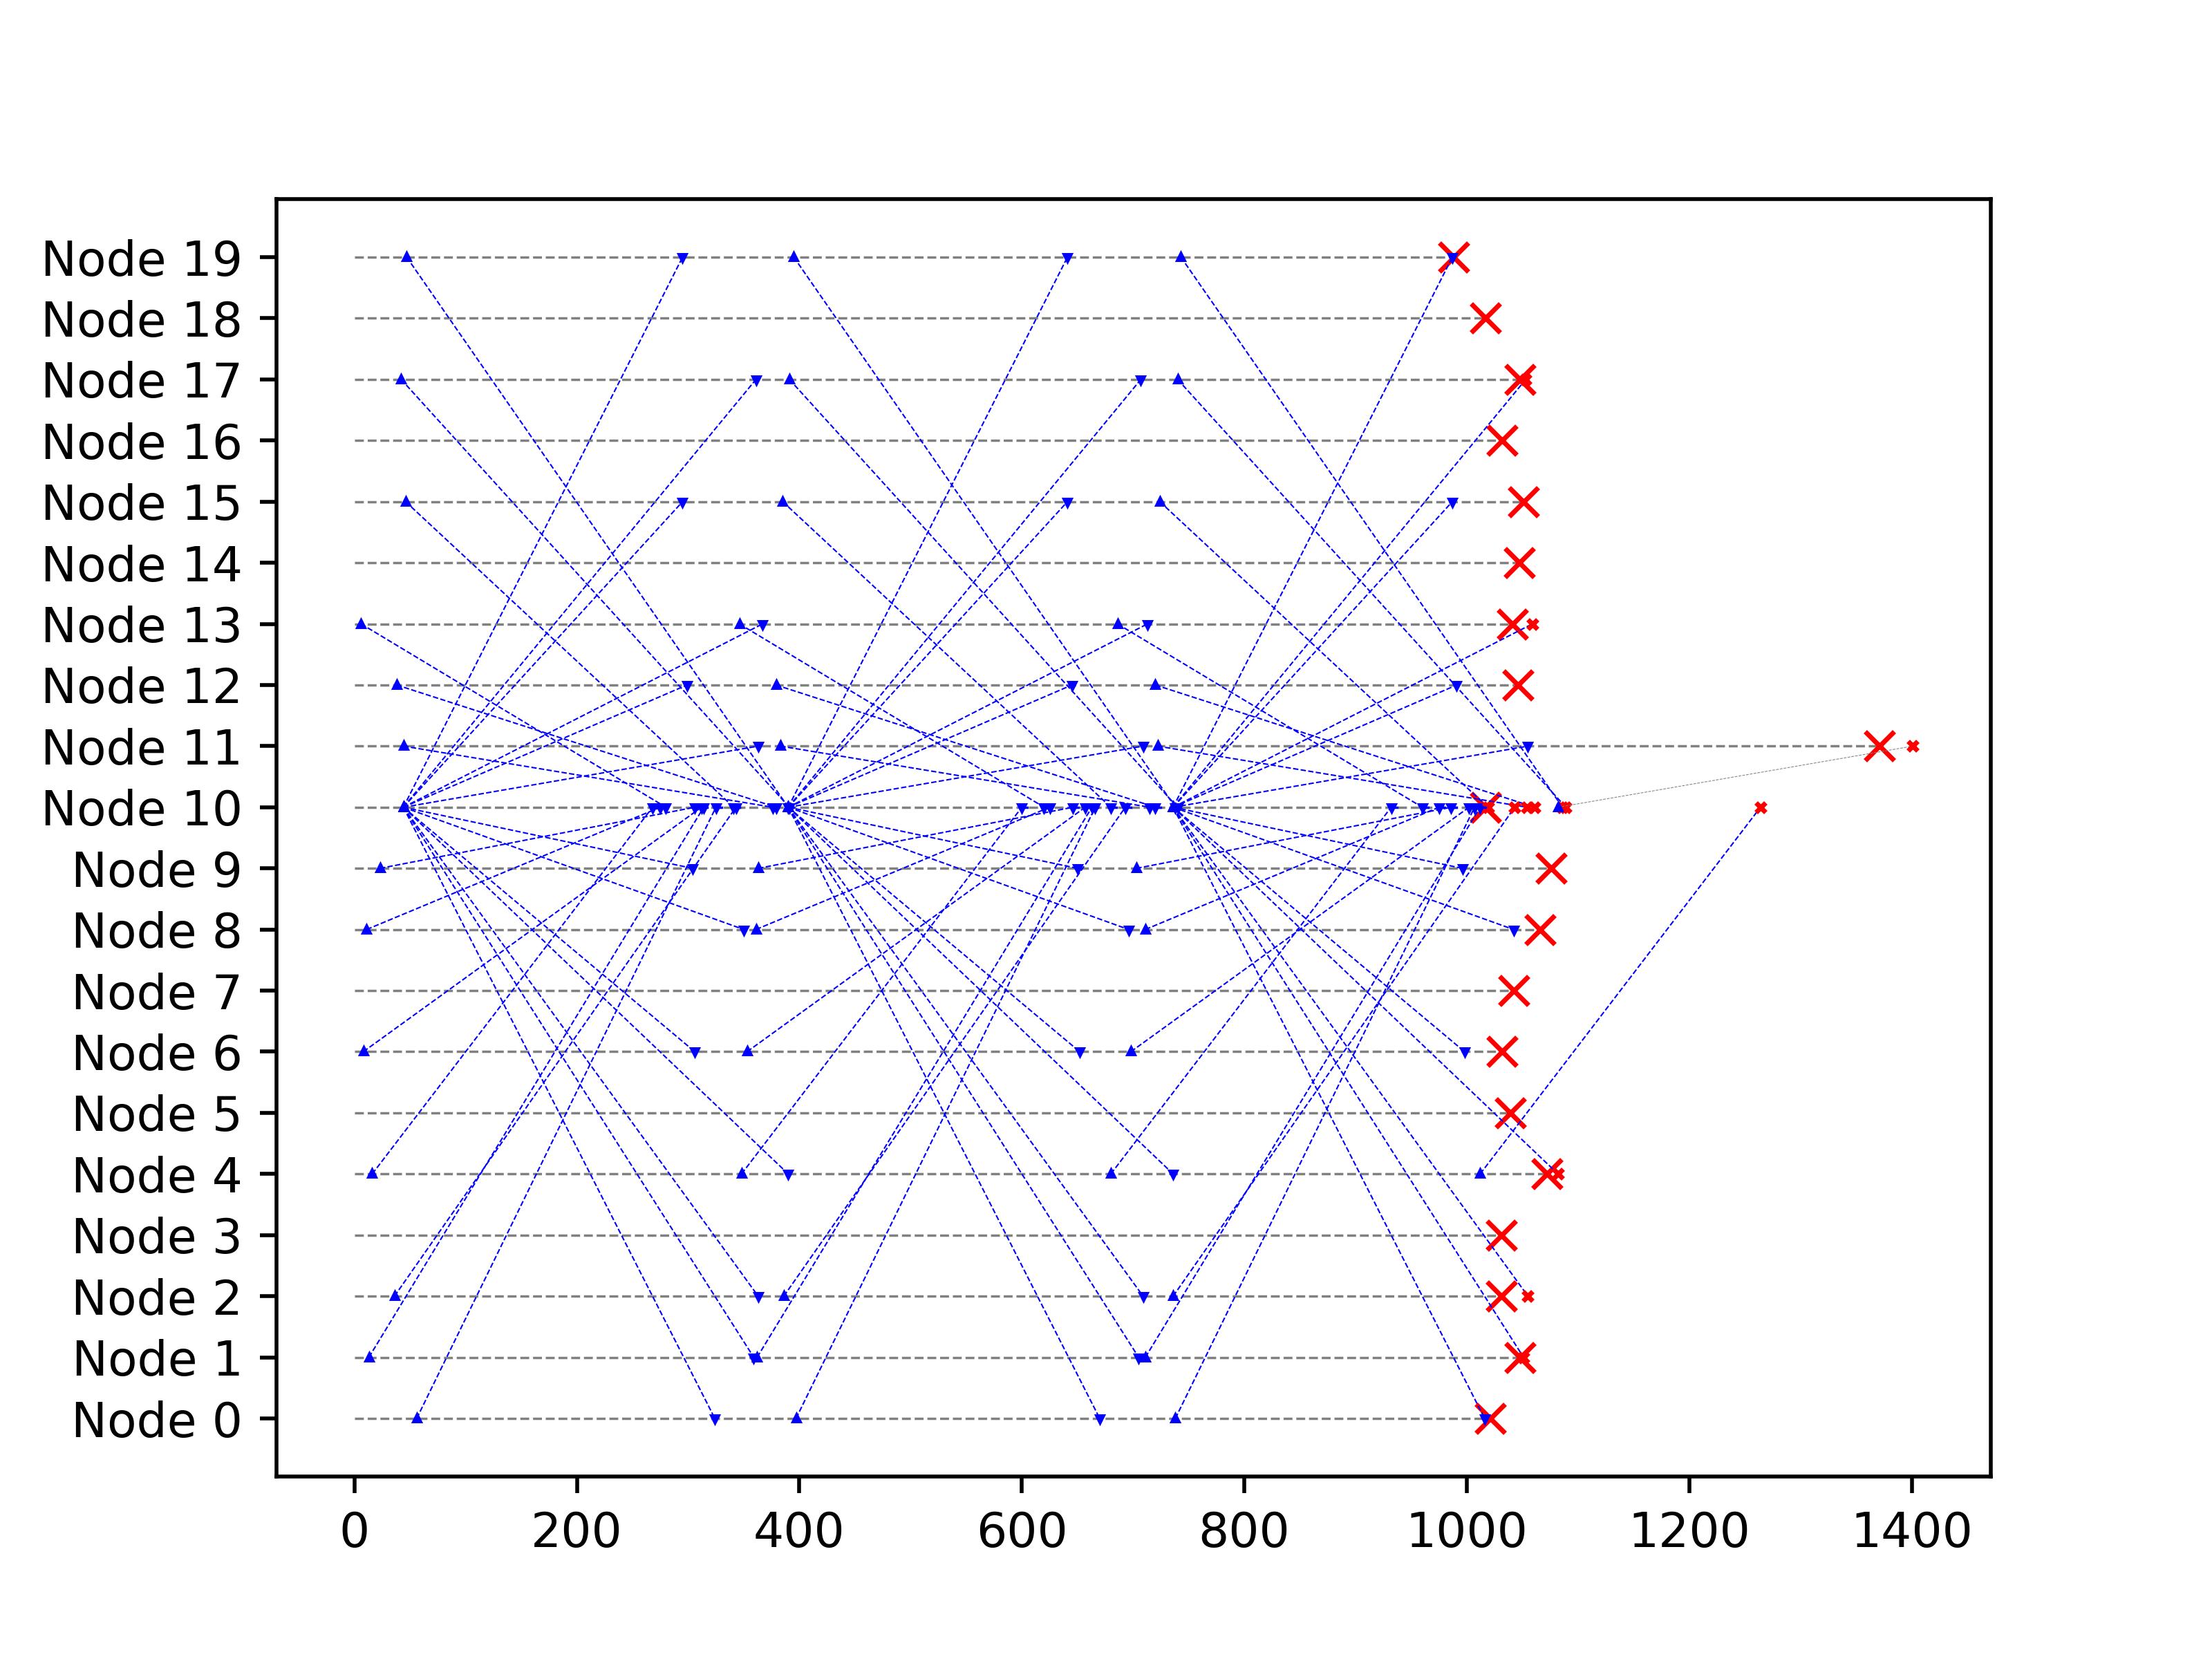 Node 19
Node 18
Node 17
Node 16
Node 15
Node 14
Node 13
Node 12
Node 11
Node 10
Node 9
Node 8
Node 7
Node 6
Node 5
Node 4
Node 3
Node 2
Node 1
Node 0
0 200 400 600 800 1000 1200 1400